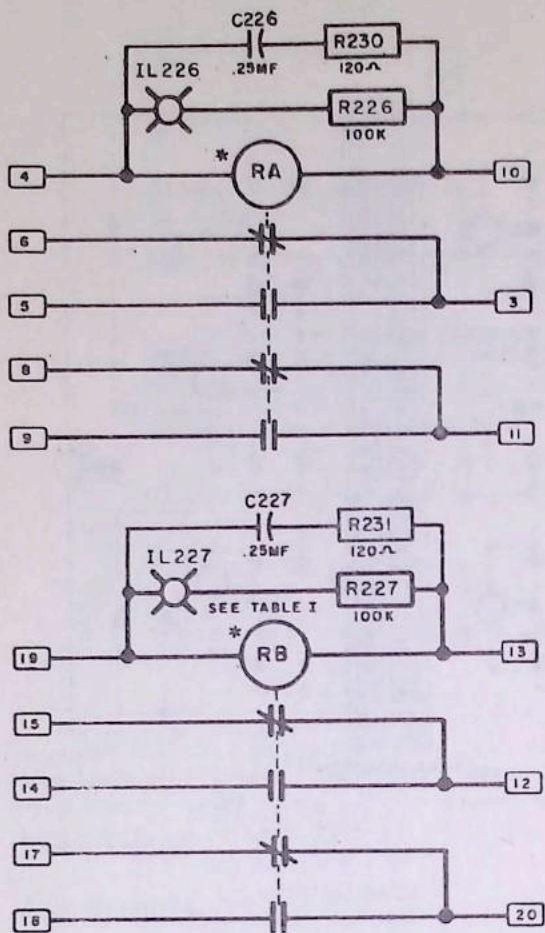 C226
R230
.25MF
120Ω
IL226
R226
100K
* RA
4
10
6
5
3
8
9
11
C227
R231
.25MF
120Ω
IL227
R227
SEE TABLE I
100K
* RB
19
13
15
14
12
17
18
20